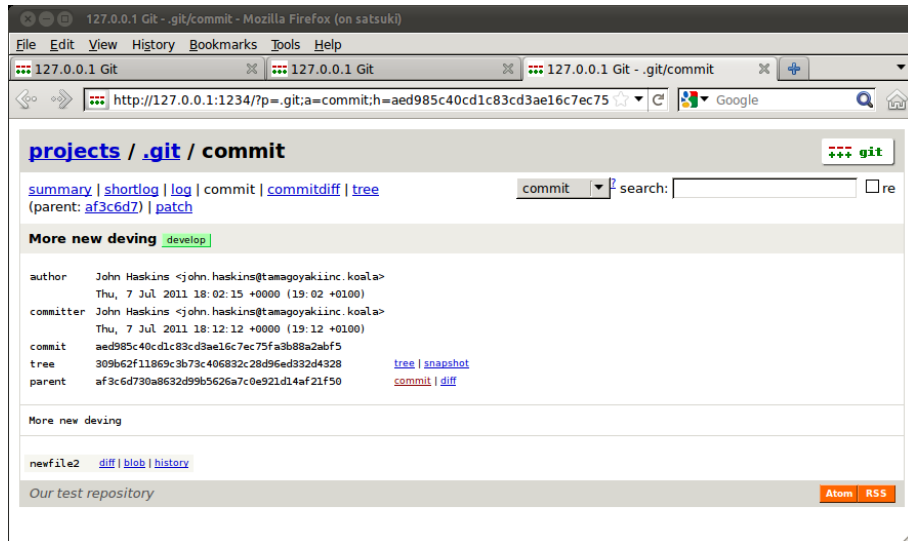 127.0.0.1 Git - .git/commit - Mozilla Firefox (on satsuki)
File Edit View History Bookmarks Tools Help
127.0.0.1 Git 127.0.0.1 Git 127.0.0.1 Git - .git/commit
http://127.0.0.1:1234/?p=.git;a=commit;h=aed985c40cd1c83cd3ae16c7ec75 Google
projects / .git / commit git
summary | shortlog | log | commit | commitdiff | tree commit ? search: re
(parent: af3c6d7) | patch
More new deving develop
author John Haskins <john.haskins@tamagoyakiinc.koala>
Thu, 7 Jul 2011 18:02:15 +0000 (19:02 +0100)
committer John Haskins <john.haskins@tamagoyakiinc.koala>
Thu, 7 Jul 2011 18:12:12 +0000 (19:12 +0100)
commit aed985c40cd1c83cd3ae16c7ec75fa3b88a2abf5
tree 309b62f11869c3b73c406832c28d96ed332d4328 tree | snapshot
parent af3c6d730a8632d99b5626a7c0e921d14af21f50 commit | diff
More new deving
newfile2 diff | blob | history
Our test repository Atom RSS